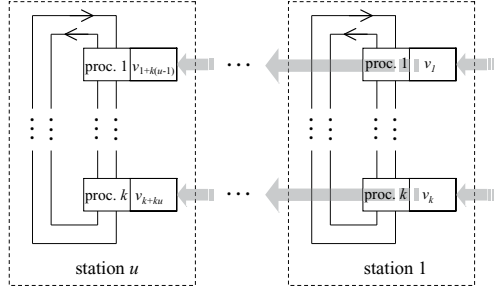 proc. 1 v1+k(u-1) ... proc. 1 v1
proc. k vk+ku ... proc. k vk
station u station 1